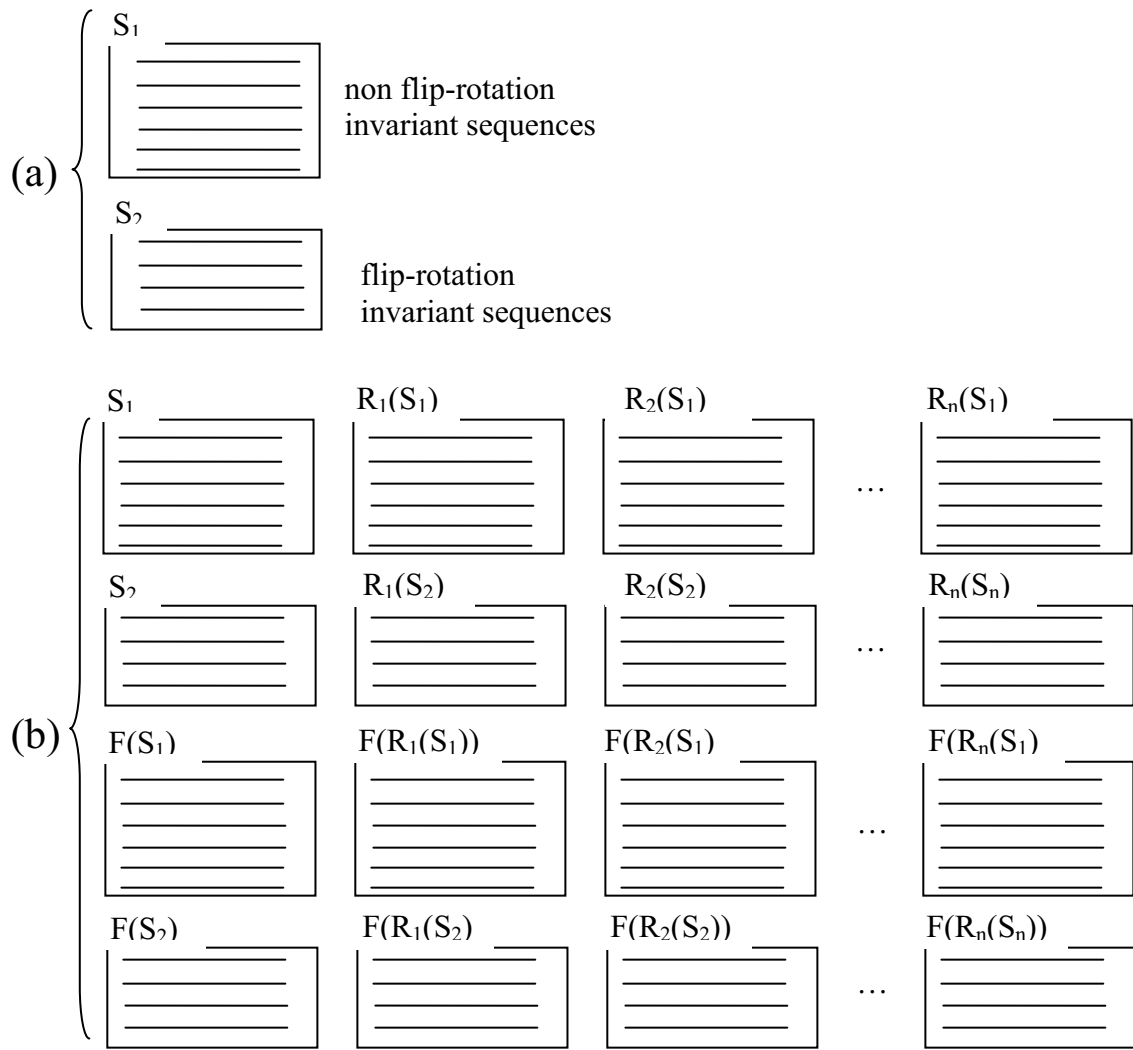 S₁
non flip-rotation
invariant sequences
(a)
S₂
flip-rotation
invariant sequences
S₁ R₁(S₁) R₂(S₁) Rₙ(S₁)
…
S₂ R₁(S₂) R₂(S₂) Rₙ(Sₙ)
…
(b)
F(S₁) F(R₁(S₁)) F(R₂(S₁) F(Rₙ(S₁)
…
F(S₂) F(R₁(S₂) F(R₂(S₂)) F(Rₙ(Sₙ))
…